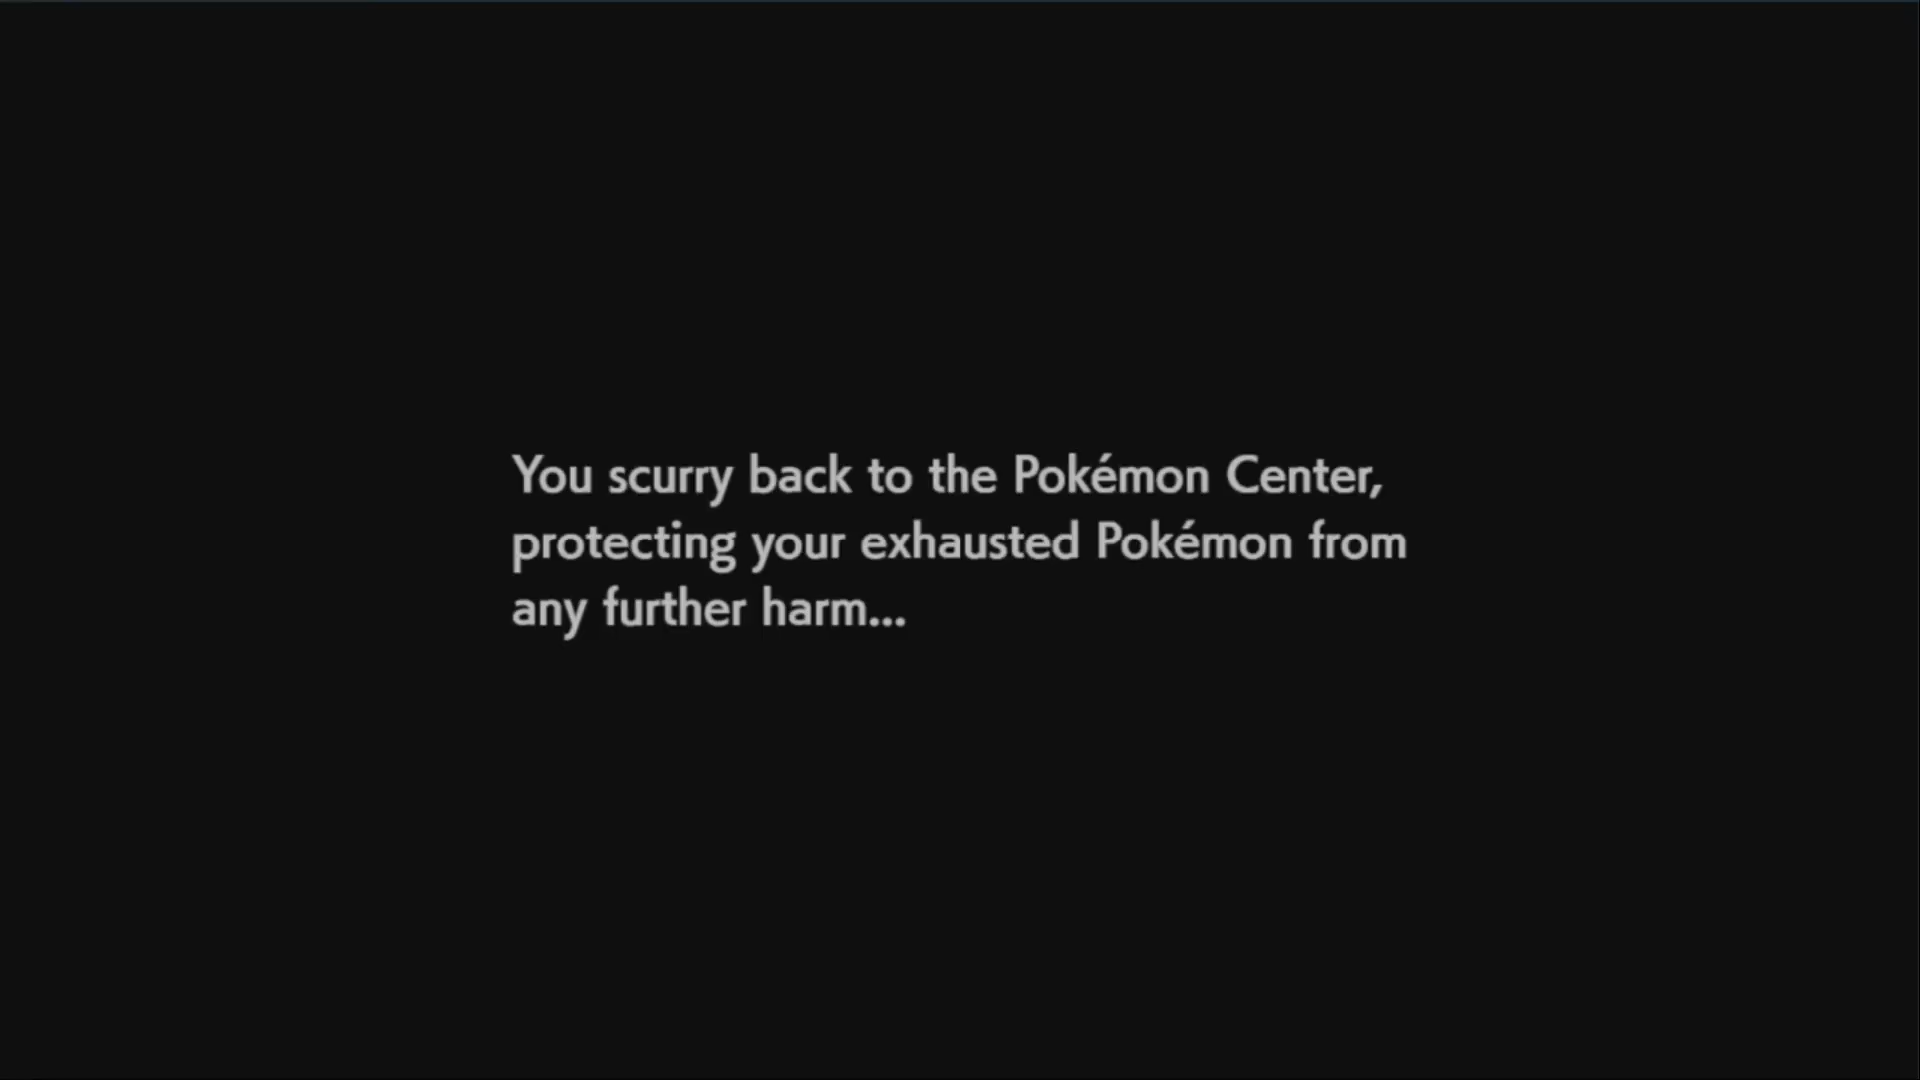 You scurry back to the Pokémon Center,
protecting your exhausted Pokémon from
any further harm...